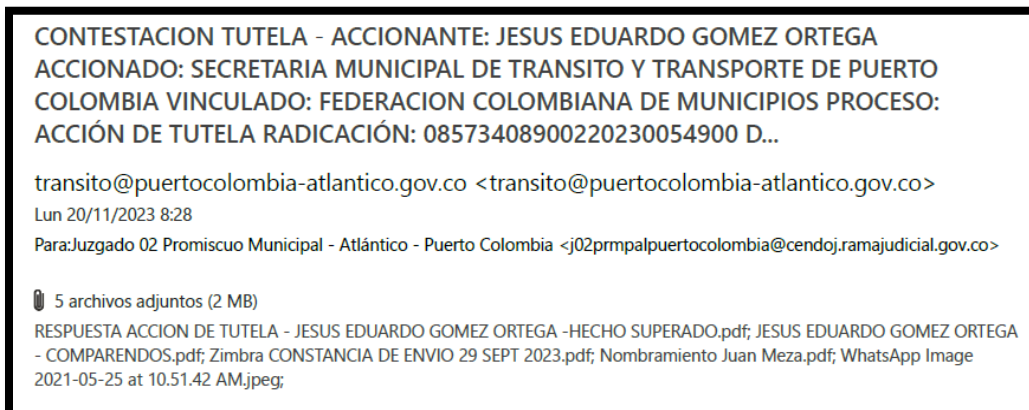 CONTESTACION TUTELA - ACCIONANTE: JESUS EDUARDO GOMEZ ORTEGA
ACCIONADO: SECRETARIA MUNICIPAL DE TRANSITO Y TRANSPORTE DE PUERTO
COLOMBIA VINCULADO: FEDERACION COLOMBIANA DE MUNICIPIOS PROCESO:
ACCIÓN DE TUTELA RADICACIÓN: 08573408900220230054900 D...
transito@puertocolombia-atlantico.gov.co <transito@puertocolombia-atlantico.gov.co>
Lun 20/11/2023 8:28
Para:Juzgado 02 Promiscuo Municipal - Atlántico - Puerto Colombia <j02prmpalpuertocolombia@cendoj.ramajudicial.gov.co>
5 archivos adjuntos (2 MB)
RESPUESTA ACCION DE TUTELA - JESUS EDUARDO GOMEZ ORTEGA -HECHO SUPERADO.pdf; JESUS EDUARDO GOMEZ ORTEGA
- COMPARENDOS.pdf; Zimbra CONSTANCIA DE ENVIO 29 SEPT 2023.pdf; Nombramiento Juan Meza.pdf; WhatsApp Image
2021-05-25 at 10.51.42 AM.jpeg;